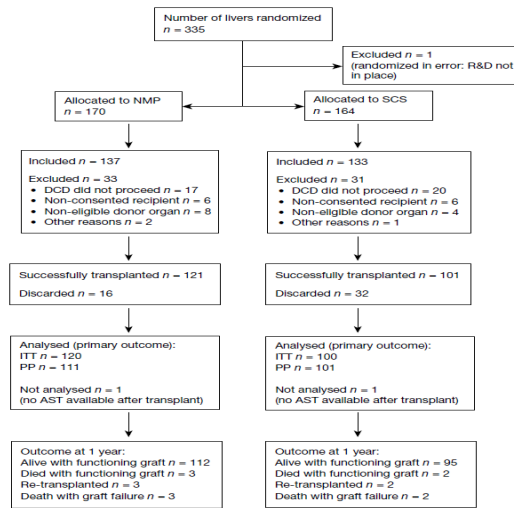 Number of livers randomized
n = 335
Excluded n = 1
(randomized in error: R&D not
in place)
Allocated to NMP
n = 170
Allocated to SCS
n = 164
Included n = 137
Excluded n = 33
• DCD did not proceed n = 17
• Non-consented recipient n = 6
• Non-eligible donor organ n = 8
• Other reasons n = 2
Included n = 133
Excluded n = 31
• DCD did not proceed n = 20
• Non-consented recipient n = 6
• Non-eligible donor organ n = 4
• Other reasons n = 1
Successfully transplanted n = 121
Discarded n = 16
Successfully transplanted n = 101
Discarded n = 32
Analysed (primary outcome):
ITT n = 120
PP n = 111
Not analysed n = 1
(no AST available after transplant)
Analysed (primary outcome):
ITT n = 100
PP n = 101
Not analysed n = 1
(no AST available after transplant)
Outcome at 1 year:
Alive with functioning graft n = 112
Died with functioning graft n = 3
Re-transplanted n = 3
Death with graft failure n = 3
Outcome at 1 year:
Alive with functioning graft n = 95
Died with functioning graft n = 2
Re-transplanted n = 2
Death with graft failure n = 2